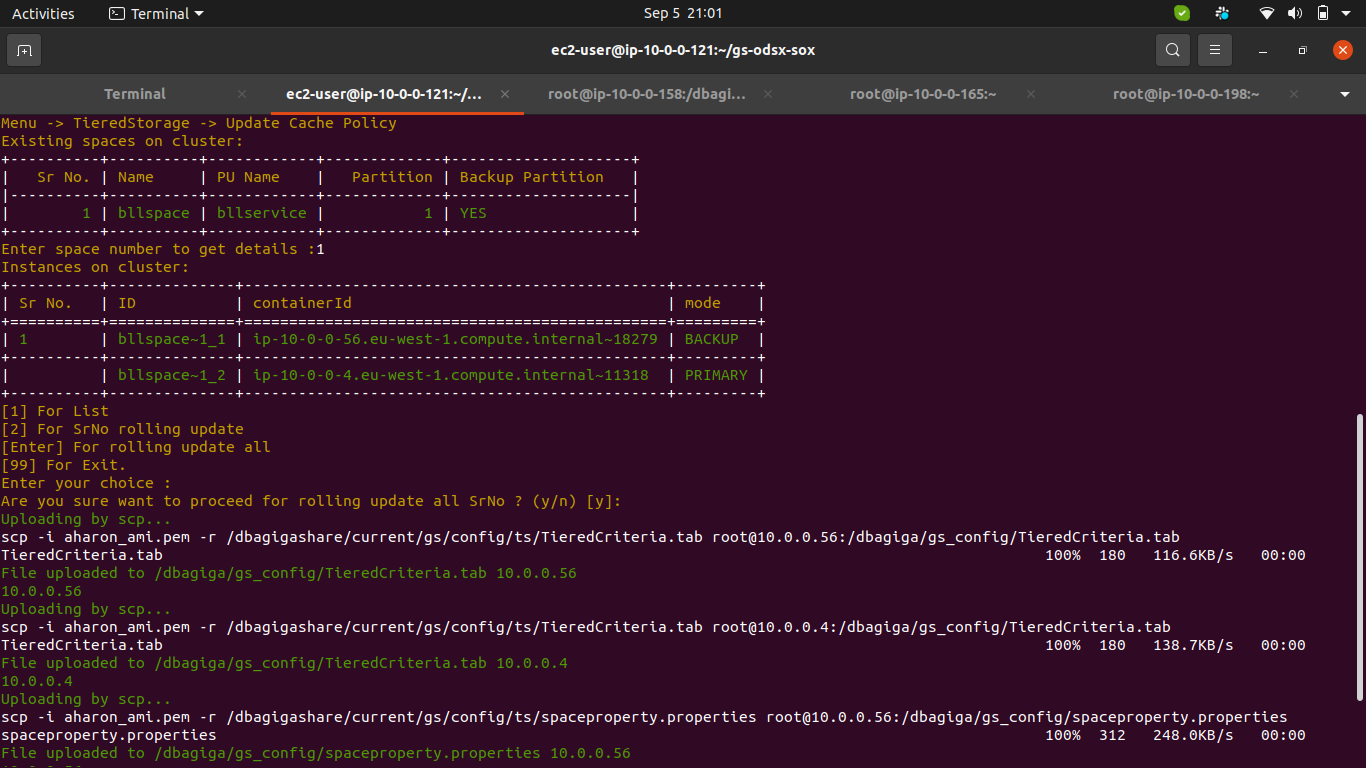 Activities Terminal Sep 5 21:01
ec2-user@ip-10-0-0-121:~/gs-odsx-sox
Terminal ec2-user@ip-10-0-0-121:~/... root@ip-10-0-0-158:/dbagi... root@ip-10-0-0-165:~ root@ip-10-0-0-198:~
Menu -> TieredStorage -> Update Cache Policy
Existing spaces on cluster:
+----------+----------+------------+-------------+--------------------+
|   Sr No. | Name     | PU Name    |   Partition | Backup Partition   |
|----------+----------+------------+-------------+--------------------|
|        1 | bllspace | bllservice |           1 | YES                |
+----------+----------+------------+-------------+--------------------+
Enter space number to get details :1
Instances on cluster:
+----------+--------------+-----------------------------------------------+---------+
| Sr No.   | ID           | containerId                                   | mode    |
+==========+==============+===============================================+=========+
| 1        | bllspace~1_1 | ip-10-0-0-56.eu-west-1.compute.internal~18279 | BACKUP  |
+----------+--------------+-----------------------------------------------+---------+
|          | bllspace~1_2 | ip-10-0-0-4.eu-west-1.compute.internal~11318  | PRIMARY |
+----------+--------------+-----------------------------------------------+---------+
[1] For List
[2] For SrNo rolling update
[Enter] For rolling update all
[99] For Exit.
Enter your choice :
Are you sure want to proceed for rolling update all SrNo ? (y/n) [y]:
Uploading by scp...
scp -i aharon_ami.pem -r /dbagigashare/current/gs/config/ts/TieredCriteria.tab root@10.0.0.56:/dbagiga/gs_config/TieredCriteria.tab
TieredCriteria.tab 100% 180 116.6KB/s 00:00
File uploaded to /dbagiga/gs_config/TieredCriteria.tab 10.0.0.56
10.0.0.56
Uploading by scp...
scp -i aharon_ami.pem -r /dbagigashare/current/gs/config/ts/TieredCriteria.tab root@10.0.0.4:/dbagiga/gs_config/TieredCriteria.tab
TieredCriteria.tab 100% 180 138.7KB/s 00:00
File uploaded to /dbagiga/gs_config/TieredCriteria.tab 10.0.0.4
10.0.0.4
Uploading by scp...
scp -i aharon_ami.pem -r /dbagigashare/current/gs/config/ts/spaceproperty.properties root@10.0.0.56:/dbagiga/gs_config/spaceproperty.properties
spaceproperty.properties 100% 312 248.0KB/s 00:00
File uploaded to /dbagiga/gs_config/spaceproperty.properties 10.0.0.56